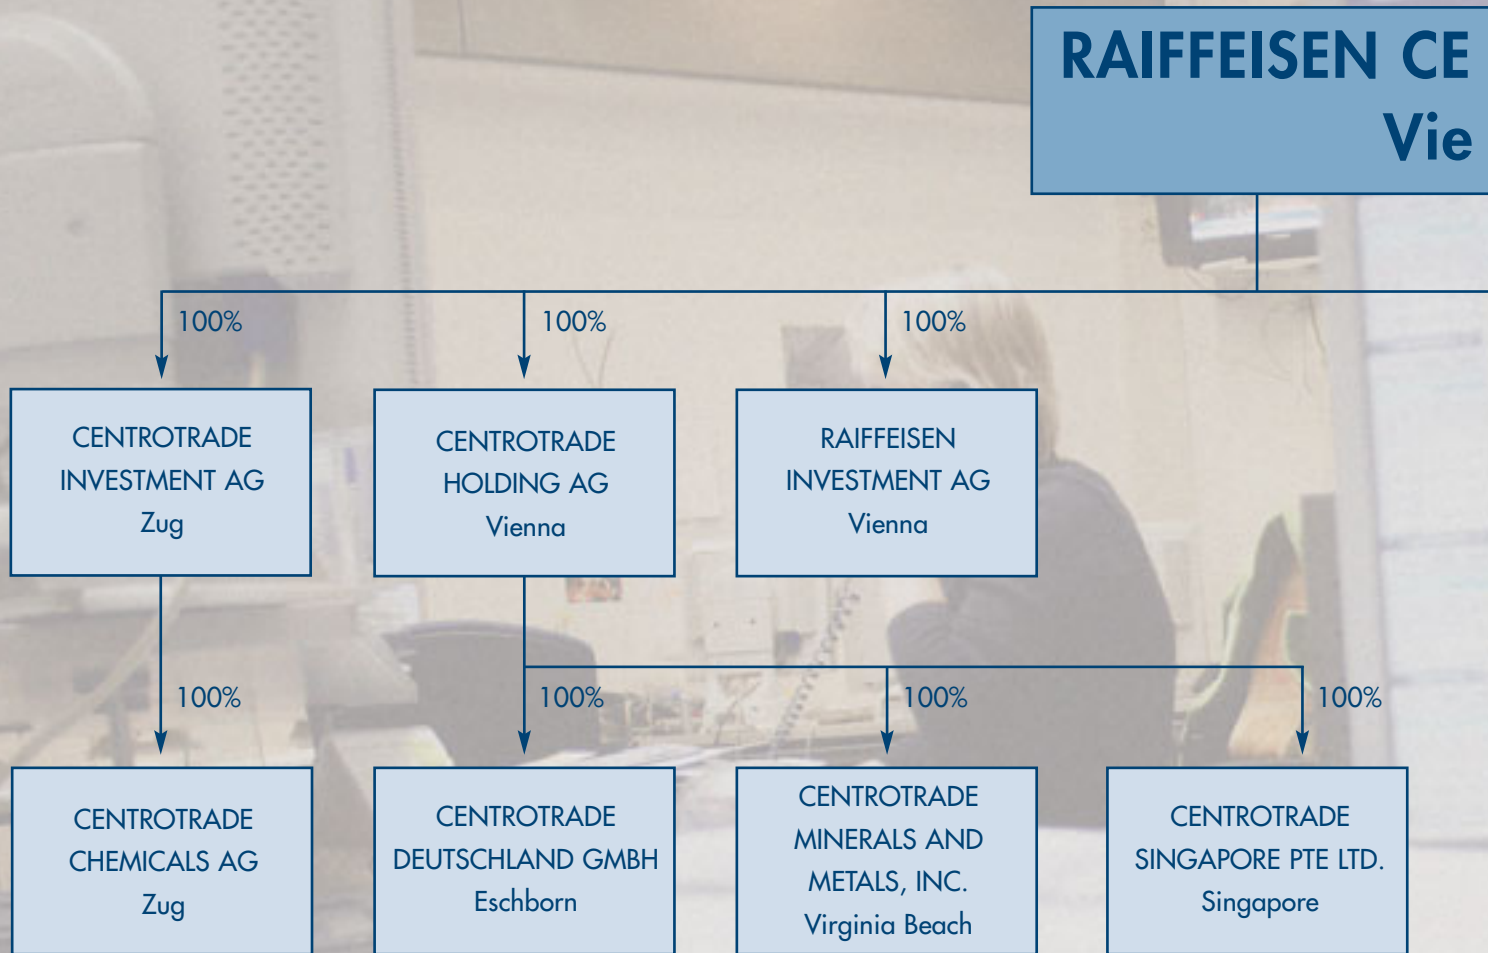 RAIFFEISEN CE
Vie
100%
100%
100%
CENTROTRADE
INVESTMENT AG
Zug
CENTROTRADE
HOLDING AG
Vienna
RAIFFEISEN
INVESTMENT AG
Vienna
100%
100%
100%
100%
CENTROTRADE
CHEMICALS AG
Zug
CENTROTRADE
DEUTSCHLAND GMBH
Eschborn
CENTROTRADE
MINERALS AND
METALS, INC.
Virginia Beach
CENTROTRADE
SINGAPORE PTE LTD.
Singapore